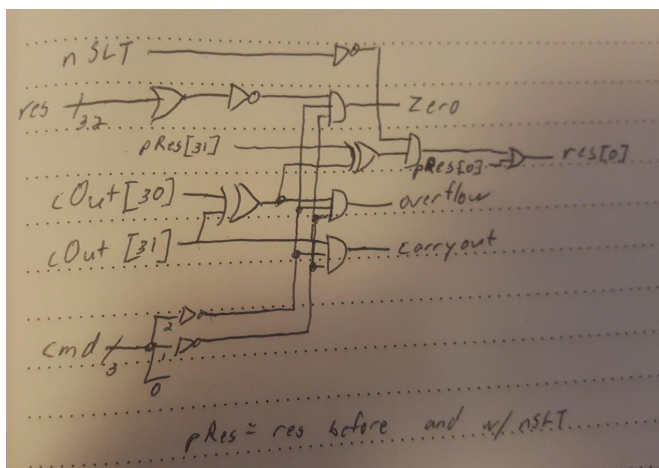 nSLT
res 32 Zero
pRes[31]
pRes[0] res[0]
cOut[30] overflow
cOut[31] carryout
2
cmd 3 1
0
pRes = res before and w/ nSLT